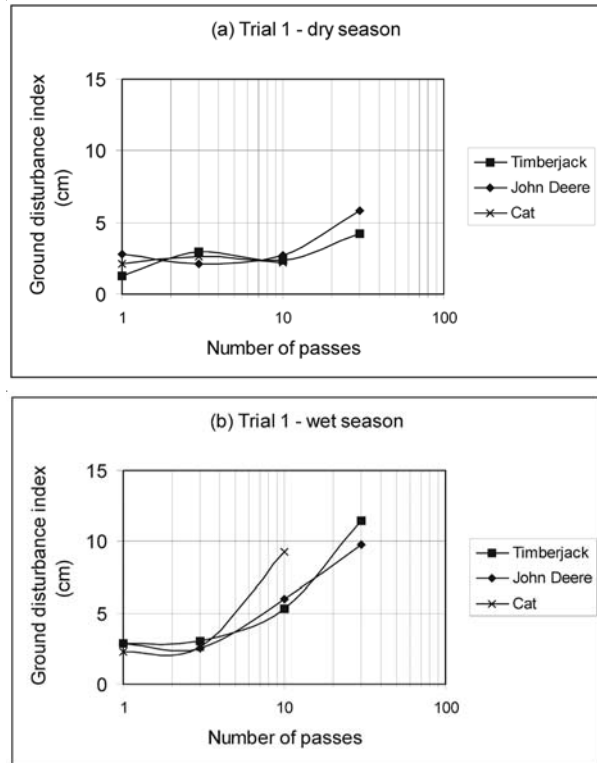 (a) Trial 1 - dry season
15
10
5
0
Ground disturbance index
(cm)
1
10
100
Number of passes
Timberjack
John Deere
Cat
(b) Trial 1 - wet season
15
10
5
0
Ground disturbance index
(cm)
1
10
100
Number of passes
Timberjack
John Deere
Cat